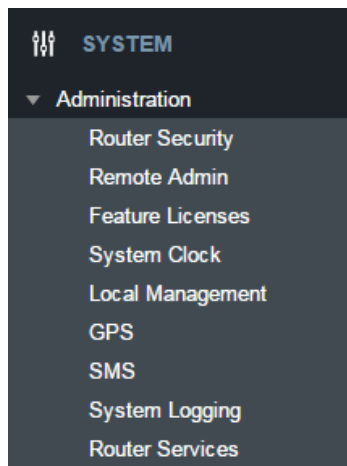 SYSTEM
Administration
Router Security
Remote Admin
Feature Licenses
System Clock
Local Management
GPS
SMS
System Logging
Router Services